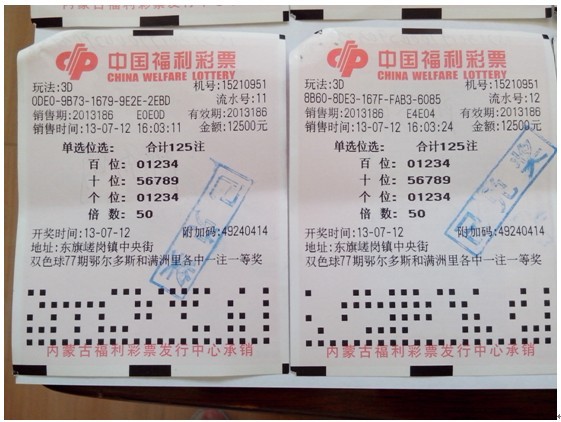 中国福利彩票
CHINA WELFARE LOTTERY
玩法:3D 机号:15210951
0DE0-9B73-1679-9E2E-2EBD 流水号:11
销售期:2013186 E0E0D 有效期:2013186
销售时间:13-07-12 16:03:11 金额:12500元
单选位选: 合计125注
百 位: 01234
十 位: 56789
个 位: 01234
倍 数: 50
开奖时间:13-07-12 附加码:49240414
地址:东旗嵯岗镇中央街
双色球77期鄂尔多斯和满洲里各中一注一等奖
内蒙古福利彩票发行中心承销
中国福利彩票
CHINA WELFARE LOTTERY
玩法:3D 机号:15210951
8B60-8DE3-167F-FAB3-6085 流水号:12
销售期:2013186 E4E04 有效期:2013186
销售时间:13-07-12 16:03:24 金额:12500元
单选位选: 合计125注
百 位: 01234
十 位: 56789
个 位: 01234
倍 数: 50
开奖时间:13-07-12 附加码:49240414
地址:东旗嵯岗镇中央街
双色球77期鄂尔多斯和满洲里各中一注一等奖
内蒙古福利彩票发行中心承销
已兑奖